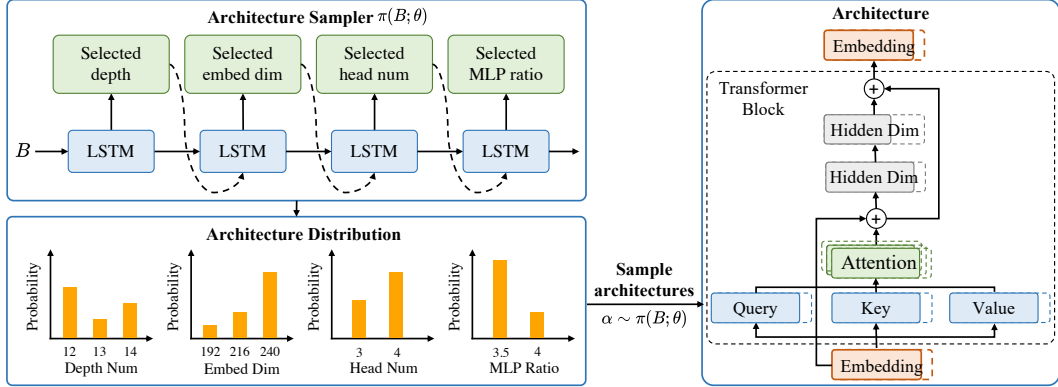 Architecture Sampler π(B; θ)
Selected depth
Selected embed dim
Selected head num
Selected MLP ratio
B
LSTM
LSTM
LSTM
LSTM
Architecture Distribution
Probability
12
13
14
Depth Num
Probability
192
216
240
Embed Dim
Probability
3
4
Head Num
Probability
3.5
4
MLP Ratio
Sample
architectures
α ∼ π(B; θ)
Architecture
Embedding
Transformer
Block
+
Hidden Dim
Hidden Dim
+
Attention
Query
Key
Value
Embedding